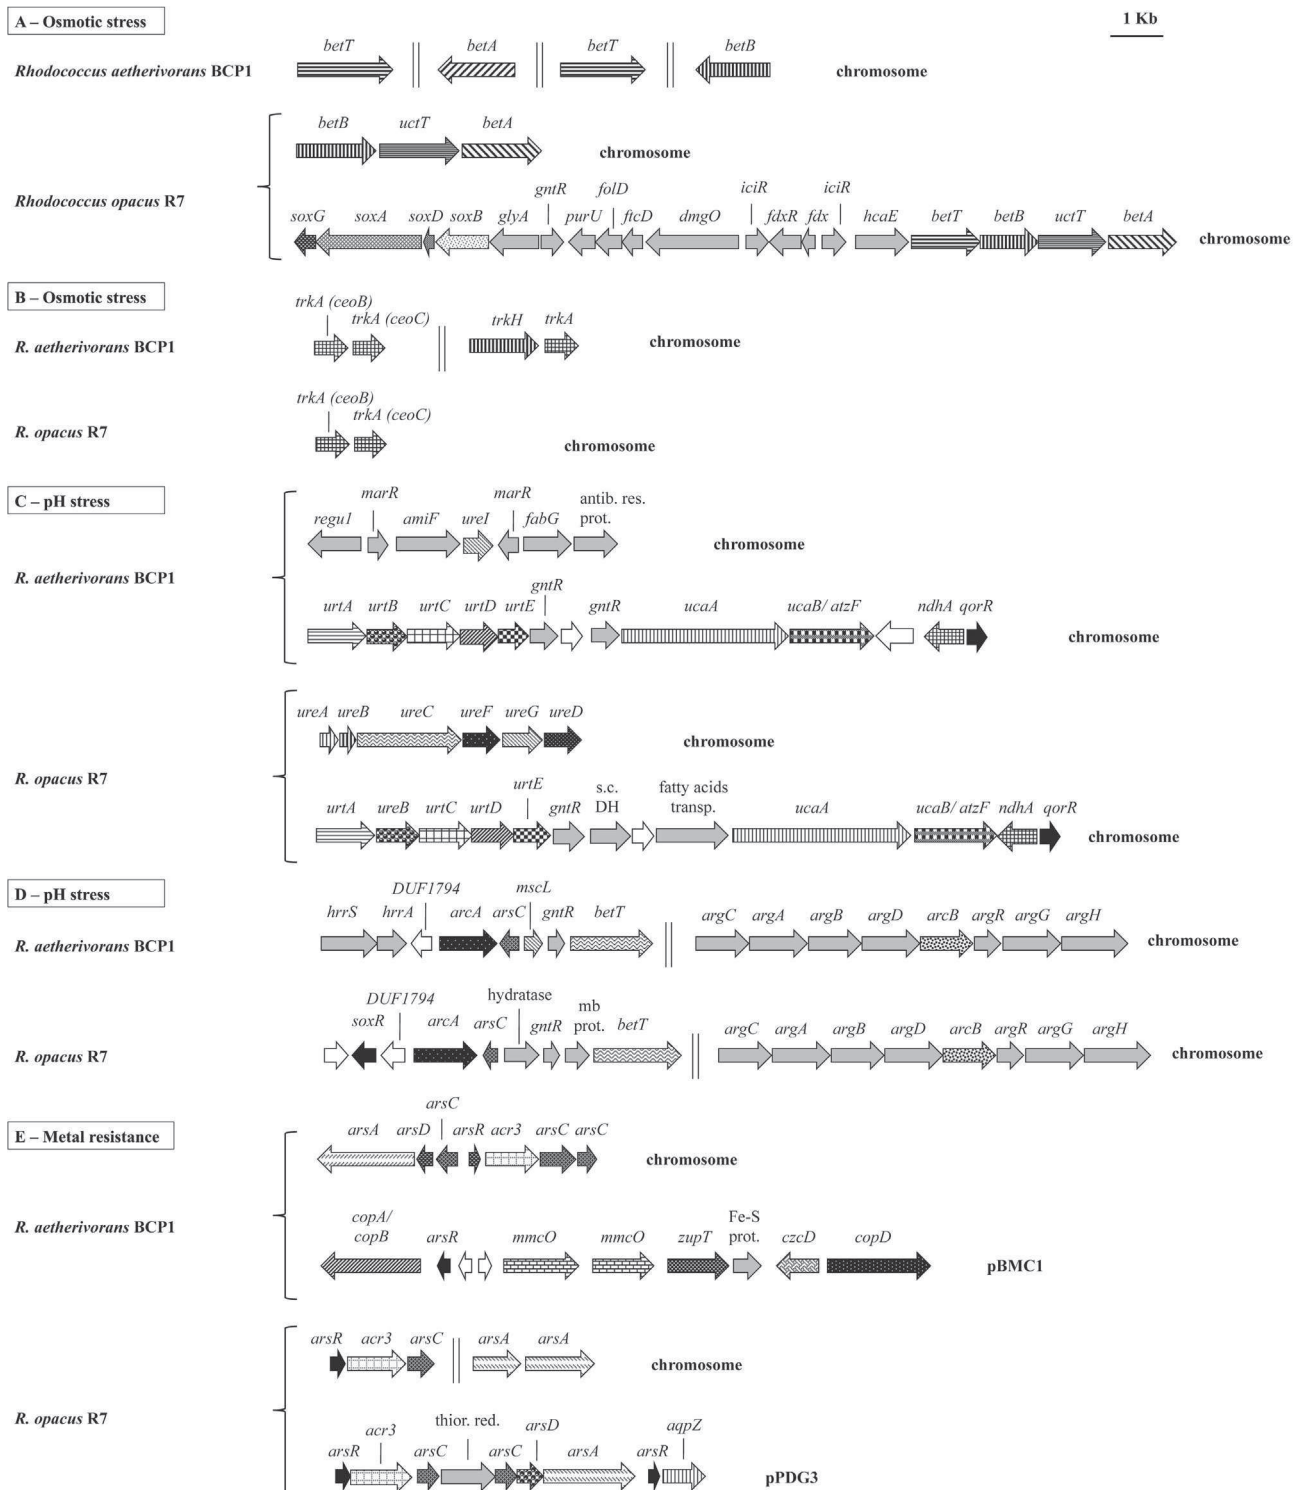 A – Osmotic stress
1 Kb
betT betA betT betB
Rhodococcus aetherivorans BCP1 chromosome
betB uctT betA
chromosome
Rhodococcus opacus R7
gntR folD iciR iciR
soxG soxA soxD soxB glyA purU ftcD dmgO fdxR fdx hcaE betT betB uctT betA
chromosome
B – Osmotic stress
trkA (ceoB)
trkA (ceoC) trkH trkA
R. aetherivorans BCP1 chromosome
trkA (ceoB)
trkA (ceoC)
R. opacus R7 chromosome
C – pH stress
marR marR antib. res.
regu1 amiF ureI fabG prot.
chromosome
R. aetherivorans BCP1
gntR
urtA urtB urtC urtD urtE gntR ucaA ucaB/ atzF ndhA qorR
chromosome
ureA ureB ureC ureF ureG ureD
chromosome
R. opacus R7
urtE s.c. fatty acids
urtA ureB urtC urtD gntR DH transp. ucaA ucaB/ atzF ndhA qorR
chromosome
D – pH stress
DUF1794 mscL
hrrS hrrA arcA arsC gntR betT argC argA argB argD arcB argR argG argH
R. aetherivorans BCP1 chromosome
DUF1794 hydratase mb
soxR arcA arsC gntR prot. betT argC argA argB argD arcB argR argG argH
R. opacus R7 chromosome
E – Metal resistance
arsC
arsA arsD arsR acr3 arsC arsC
chromosome
R. aetherivorans BCP1
copA/ Fe-S
copB arsR mmcO mmcO zupT prot. czcD copD
pBMC1
arsR acr3 arsC arsA arsA
chromosome
R. opacus R7
acr3 thior. red. arsD aqpZ
arsR arsC arsC arsA arsR
pPDG3